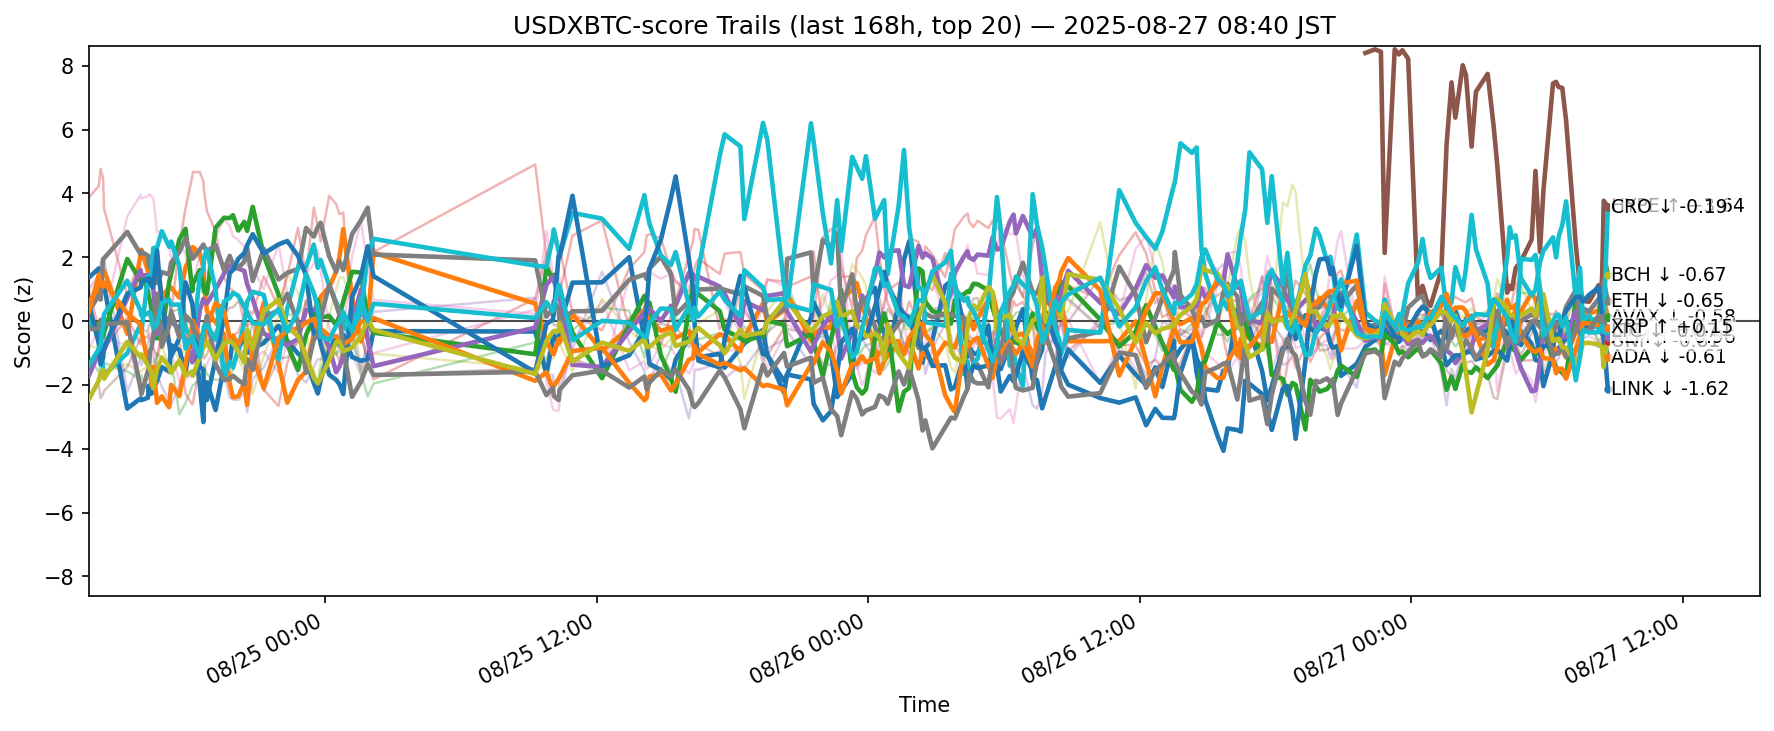 USDXBTC-score Trails (last 168h, top 20) — 2025-08-27 08:40 JST
Score (z)
8
6
4
2
0
−2
−4
−6
−8
CRO ↓ -0.19
BCH ↓ -0.67
ETH ↓ -0.65
XRP ↑ +0.15
ADA ↓ -0.61
LINK ↓ -1.62
08/25 00:00
08/25 12:00
08/26 00:00
08/26 12:00
08/27 00:00
08/27 12:00
Time